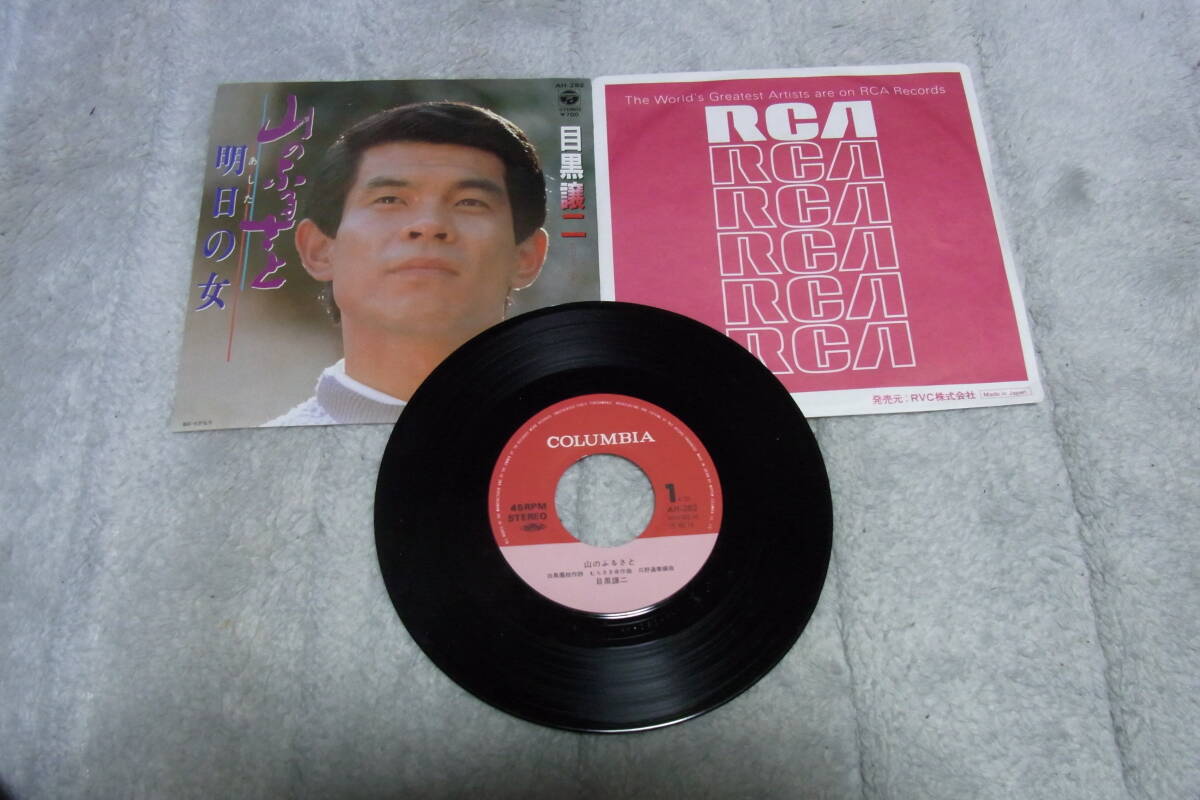 AH-282
STEREO
¥700
目黒譲二
山のふるさと
あした
明日の女
The World's Greatest Artists are on RCA Records
RCA
RCA
RCA
RCA
RCA
RCA
発売元:RVC株式会社 Made in Japan
COLUMBIA
45RPM
STEREO
1
AH-282
山のふるさと
目黒譲二